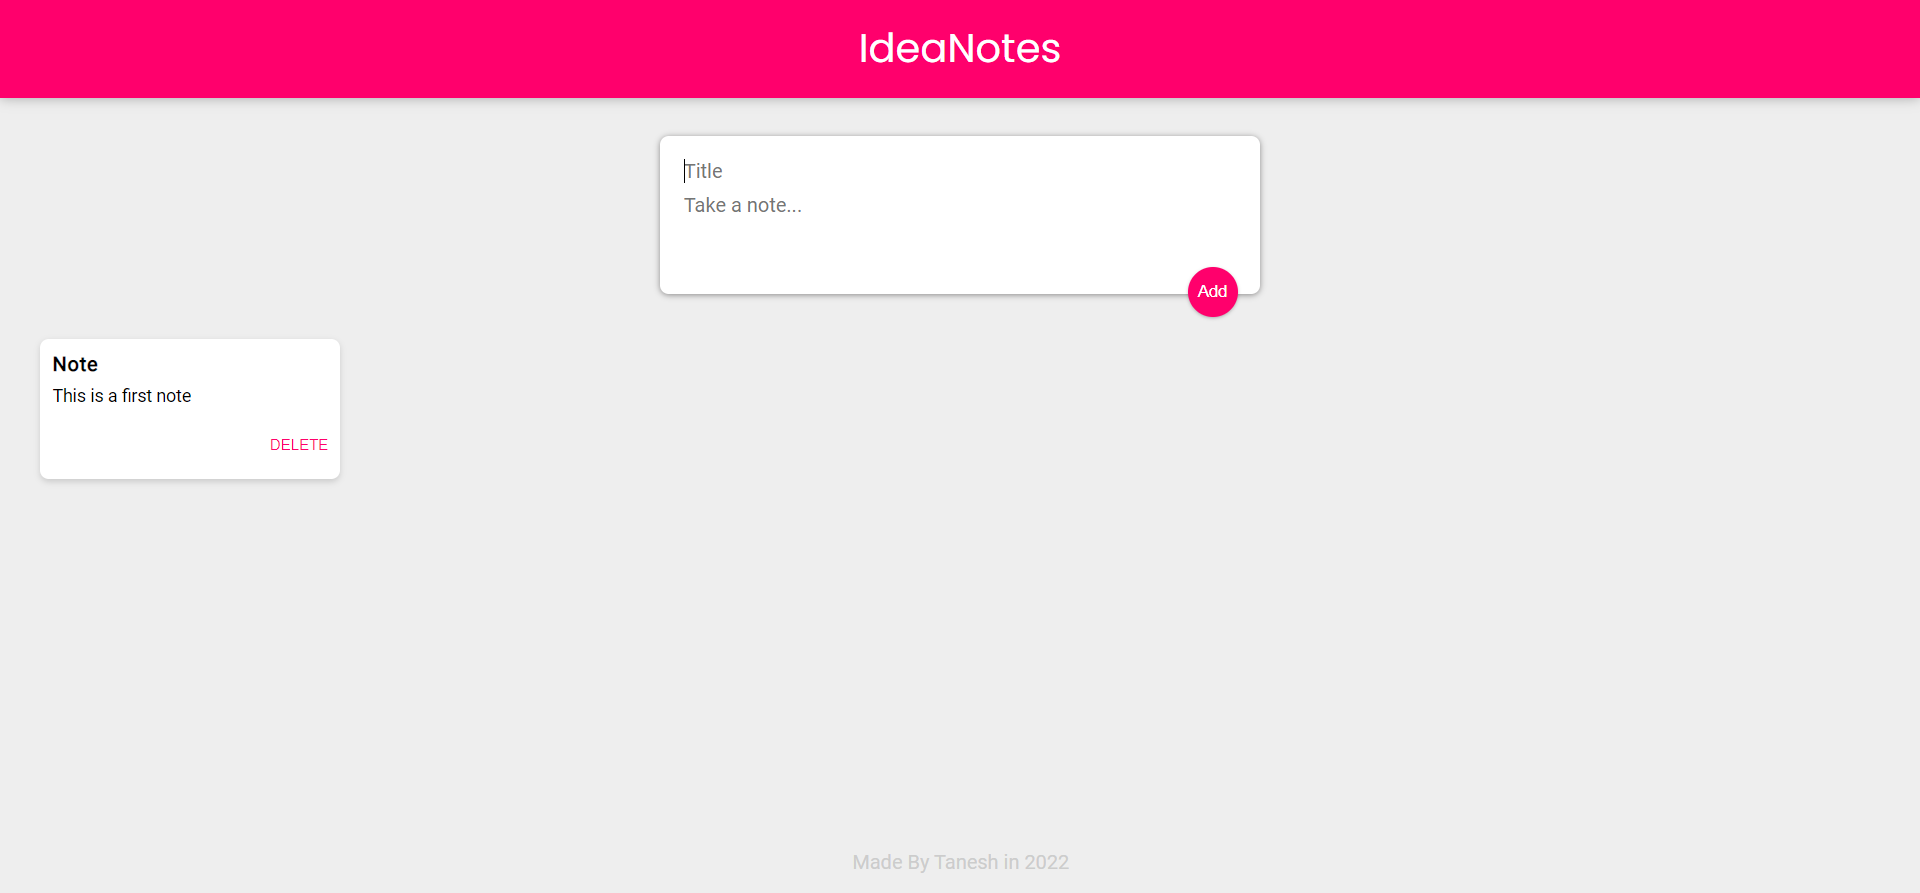 IdeaNotes
Title
Take a note...
Add
Note
This is a first note
DELETE
Made By Tanesh in 2022